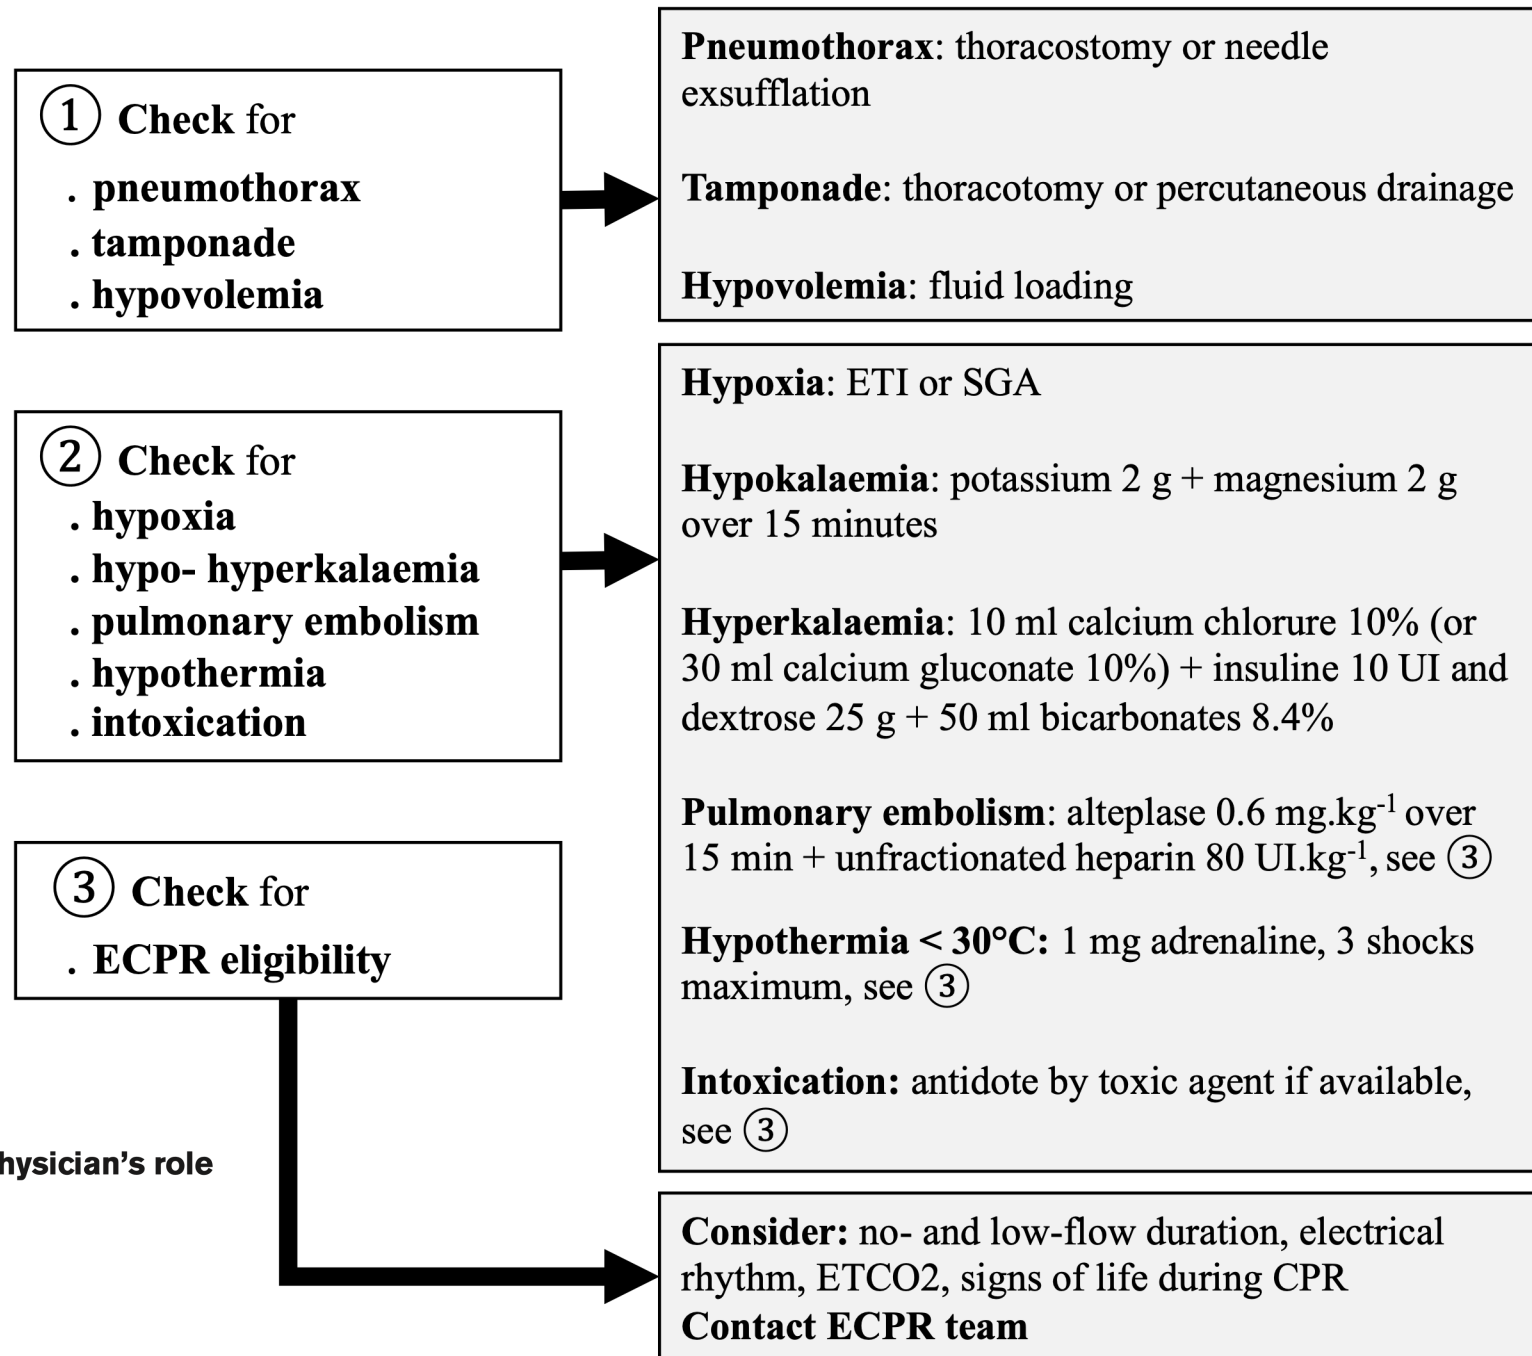 ① Check for
. pneumothorax
. tamponade
. hypovolemia
Pneumothorax: thoracostomy or needle
exsufflation
Tamponade: thoracotomy or percutaneous drainage
Hypovolemia: fluid loading
② Check for
. hypoxia
. hypo- hyperkalaemia
. pulmonary embolism
. hypothermia
. intoxication
Hypoxia: ETI or SGA
Hypokalaemia: potassium 2 g + magnesium 2 g
over 15 minutes
Hyperkalaemia: 10 ml calcium chlorure 10% (or
30 ml calcium gluconate 10%) + insuline 10 UI and
dextrose 25 g + 50 ml bicarbonates 8.4%
Pulmonary embolism: alteplase 0.6 mg.kg⁻¹ over
15 min + unfractionated heparin 80 UI.kg⁻¹, see ③
Hypothermia < 30°C: 1 mg adrenaline, 3 shocks
maximum, see ③
Intoxication: antidote by toxic agent if available,
see ③
③ Check for
. ECPR eligibility
hysician’s role
Consider: no- and low-flow duration, electrical
rhythm, ETCO2, signs of life during CPR
Contact ECPR team